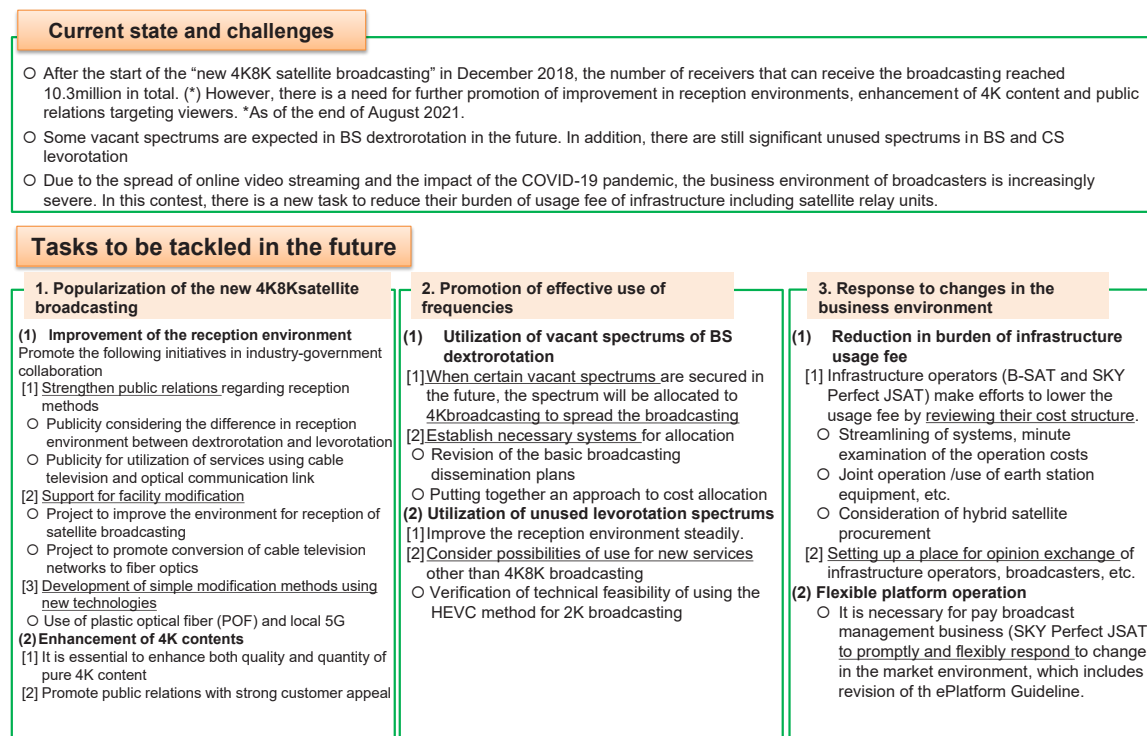 Current state and challenges
○ After the start of the “new 4K8K satellite broadcasting” in December 2018, the number of receivers that can receive the broadcasting reached
10.3million in total. (*) However, there is a need for further promotion of improvement in reception environments, enhancement of 4K content and public
relations targeting viewers. *As of the end of August 2021.
○ Some vacant spectrums are expected in BS dextrorotation in the future. In addition, there are still significant unused spectrums in BS and CS
levorotation
○ Due to the spread of online video streaming and the impact of the COVID-19 pandemic, the business environment of broadcasters is increasingly
severe. In this contest, there is a new task to reduce their burden of usage fee of infrastructure including satellite relay units.
Tasks to be tackled in the future
1. Popularization of the new 4K8Ksatellite
broadcasting
(1) Improvement of the reception environment
Promote the following initiatives in industry-government
collaboration
[1] Strengthen public relations regarding reception
methods
○ Publicity considering the difference in reception
environment between dextrorotation and levorotation
○ Publicity for utilization of services using cable
television and optical communication link
[2] Support for facility modification
○ Project to improve the environment for reception of
satellite broadcasting
○ Project to promote conversion of cable television
networks to fiber optics
[3] Development of simple modification methods using
new technologies
○ Use of plastic optical fiber (POF) and local 5G
(2) Enhancement of 4K contents
[1] It is essential to enhance both quality and quantity of
pure 4K content
[2] Promote public relations with strong customer appeal
2. Promotion of effective use of
frequencies
(1) Utilization of vacant spectrums of BS
dextrorotation
[1] When certain vacant spectrums are secured in
the future, the spectrum will be allocated to
4Kbroadcasting to spread the broadcasting
[2] Establish necessary systems for allocation
○ Revision of the basic broadcasting
dissemination plans
○ Putting together an approach to cost allocation
(2) Utilization of unused levorotation spectrums
[1] Improve the reception environment steadily.
[2] Consider possibilities of use for new services
other than 4K8K broadcasting
○ Verification of technical feasibility of using the
HEVC method for 2K broadcasting
3. Response to changes in the
business environment
(1) Reduction in burden of infrastructure
usage fee
[1] Infrastructure operators (B-SAT and SKY
Perfect JSAT) make efforts to lower the
usage fee by reviewing their cost structure.
○ Streamlining of systems, minute
examination of the operation costs
○ Joint operation /use of earth station
equipment, etc.
○ Consideration of hybrid satellite
procurement
[2] Setting up a place for opinion exchange of
infrastructure operators, broadcasters, etc.
(2) Flexible platform operation
○ It is necessary for pay broadcast
management business (SKY Perfect JSAT
to promptly and flexibly respond to change
in the market environment, which includes
revision of th ePlatform Guideline.